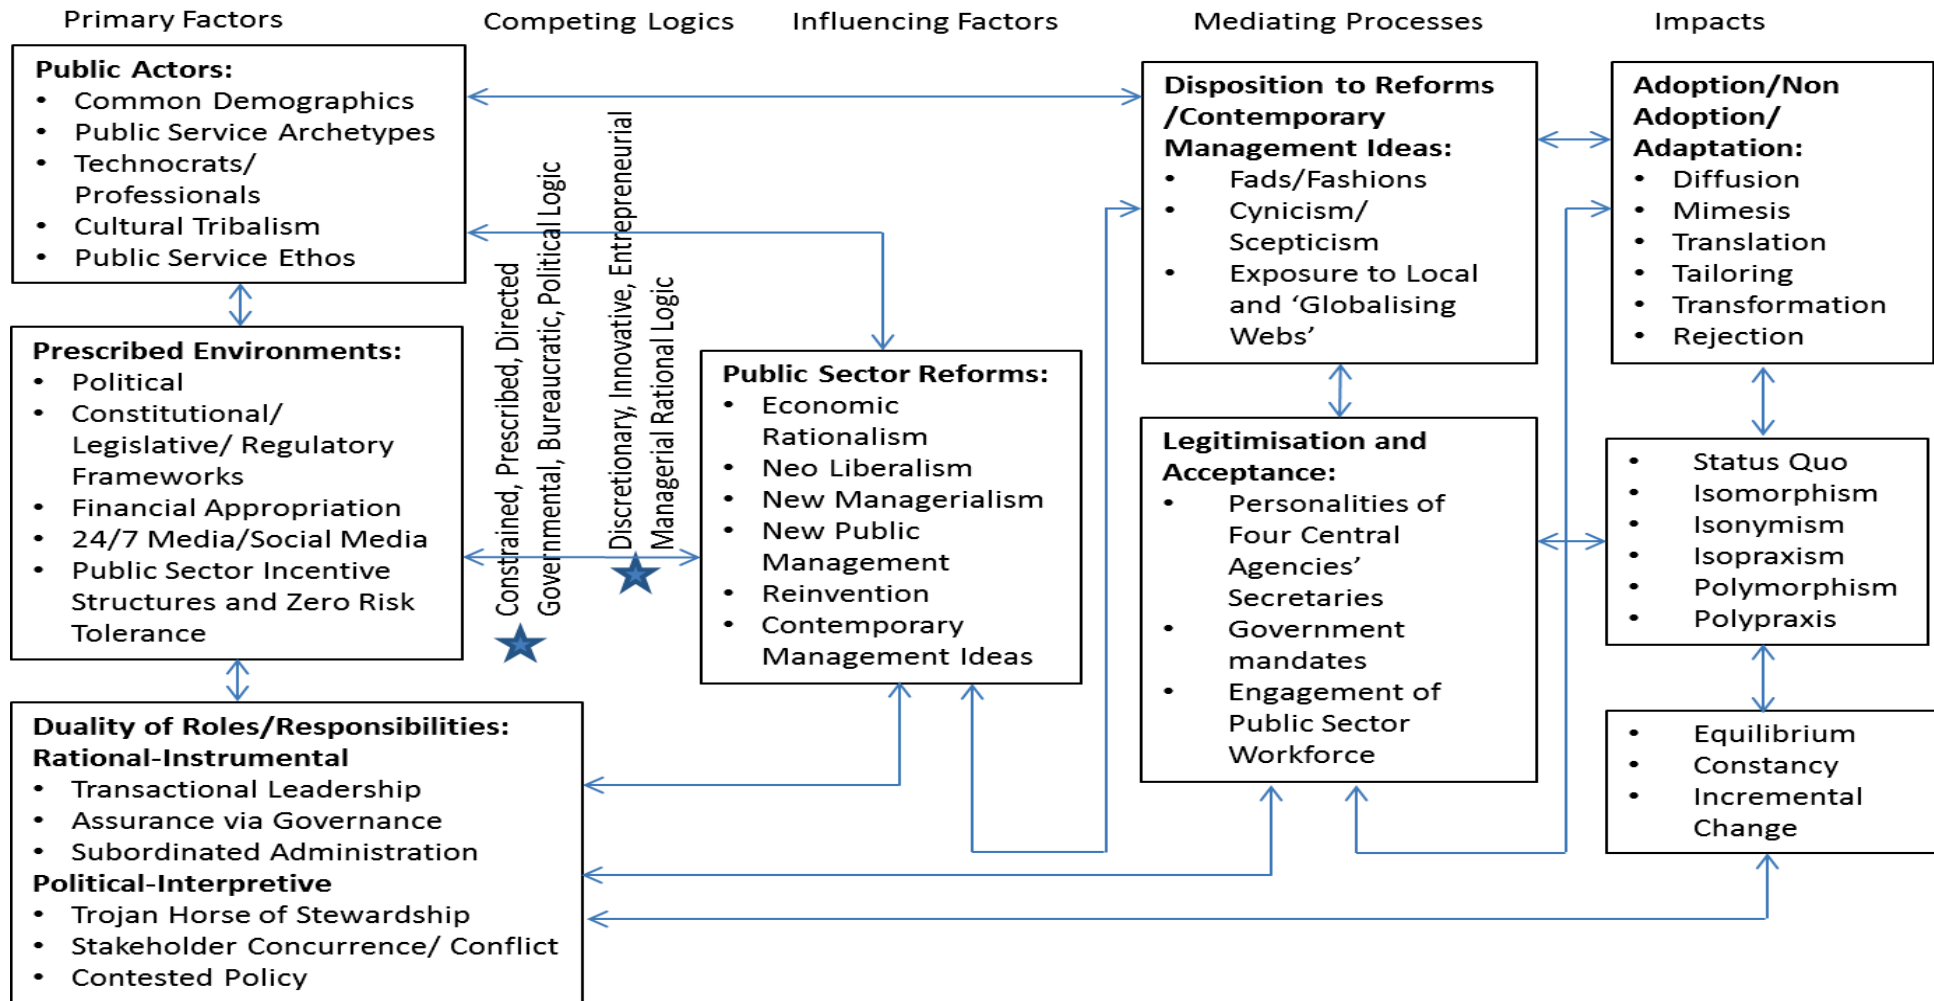 Primary Factors
Competing Logics
Influencing Factors
Mediating Processes
Impacts
Public Actors:
• Common Demographics
• Public Service Archetypes
• Technocrats/
Professionals
• Cultural Tribalism
• Public Service Ethos
Prescribed Environments:
• Political
• Constitutional/
Legislative/ Regulatory
Frameworks
• Financial Appropriation
• 24/7 Media/Social Media
• Public Sector Incentive
Structures and Zero Risk
Tolerance
Duality of Roles/Responsibilities:
Rational-Instrumental
• Transactional Leadership
• Assurance via Governance
• Subordinated Administration
Political-Interpretive
• Trojan Horse of Stewardship
• Stakeholder Concurrence/ Conflict
• Contested Policy
Constrained, Prescribed, Directed
Governmental, Bureaucratic, Political Logic
Discretionary, Innovative, Entrepreneurial
Managerial Rational Logic
Public Sector Reforms:
• Economic
Rationalism
• Neo Liberalism
• New Managerialism
• New Public
Management
• Reinvention
• Contemporary
Management Ideas
Disposition to Reforms
/Contemporary
Management Ideas:
• Fads/Fashions
• Cynicism/
Scepticism
• Exposure to Local
and ‘Globalising
Webs’
Legitimisation and
Acceptance:
• Personalities of
Four Central
Agencies’
Secretaries
• Government
mandates
• Engagement of
Public Sector
Workforce
Adoption/Non
Adoption/
Adaptation:
• Diffusion
• Mimesis
• Translation
• Tailoring
• Transformation
• Rejection
• Status Quo
• Isomorphism
• Isonymism
• Isopraxism
• Polymorphism
• Polypraxis
• Equilibrium
• Constancy
• Incremental
Change